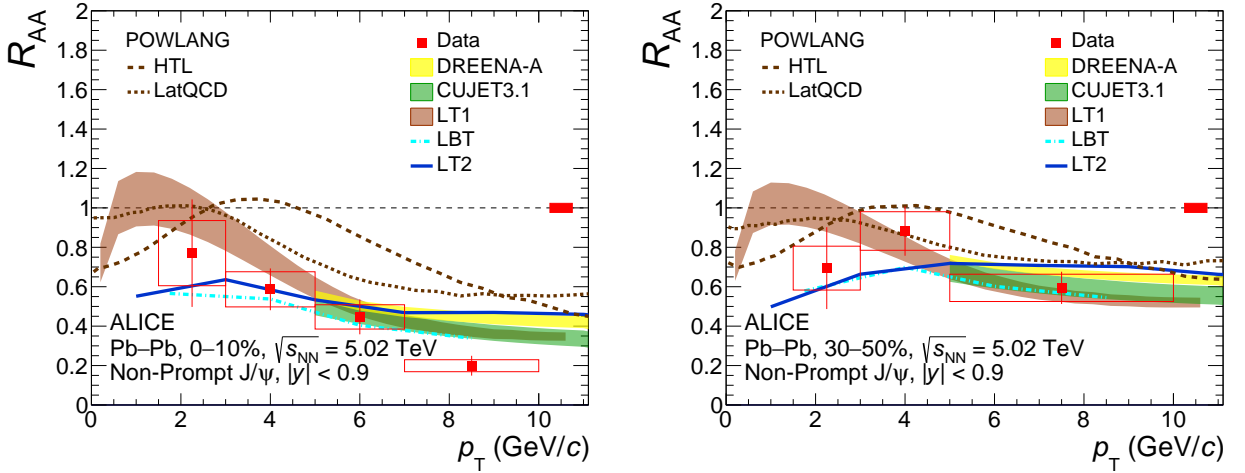 R_AA
2
1.8
1.6
1.4
1.2
1
0.8
0.6
0.4
0.2
0
POWLANG
HTL
LatQCD
Data
DREENA-A
CUJET3.1
LT1
LBT
LT2
ALICE
Pb–Pb, 0–10%, √s_NN = 5.02 TeV
Non-Prompt J/ψ, |y| < 0.9
0 2 4 6 8 10
p_T (GeV/c)
R_AA
2
1.8
1.6
1.4
1.2
1
0.8
0.6
0.4
0.2
0
POWLANG
HTL
LatQCD
Data
DREENA-A
CUJET3.1
LT1
LBT
LT2
ALICE
Pb–Pb, 30–50%, √s_NN = 5.02 TeV
Non-Prompt J/ψ, |y| < 0.9
0 2 4 6 8 10
p_T (GeV/c)